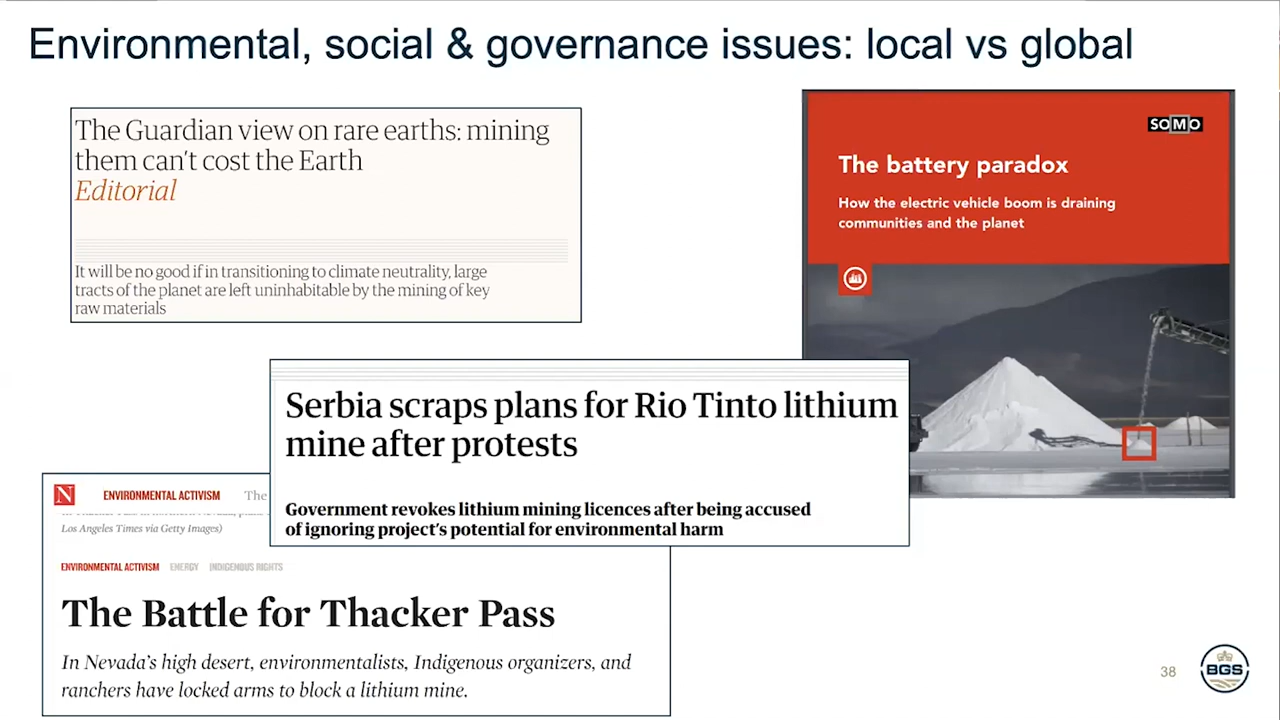 Environmental, social & governance issues: local vs global
The Guardian view on rare earths: mining
them can't cost the Earth
Editorial
It will be no good if in transitioning to climate neutrality, large
tracts of the planet are left uninhabitable by the mining of key
raw materials
SOMO
The battery paradox
How the electric vehicle boom is draining
communities and the planet
Serbia scraps plans for Rio Tinto lithium
mine after protests
Government revokes lithium mining licences after being accused
of ignoring project's potential for environmental harm
N ENVIRONMENTAL ACTIVISM The
Los Angeles Times via Getty Images)
ENVIRONMENTAL ACTIVISM ENERGY INDIGENOUS RIGHTS
The Battle for Thacker Pass
In Nevada's high desert, environmentalists, Indigenous organizers, and
ranchers have locked arms to block a lithium mine.
38
BGS